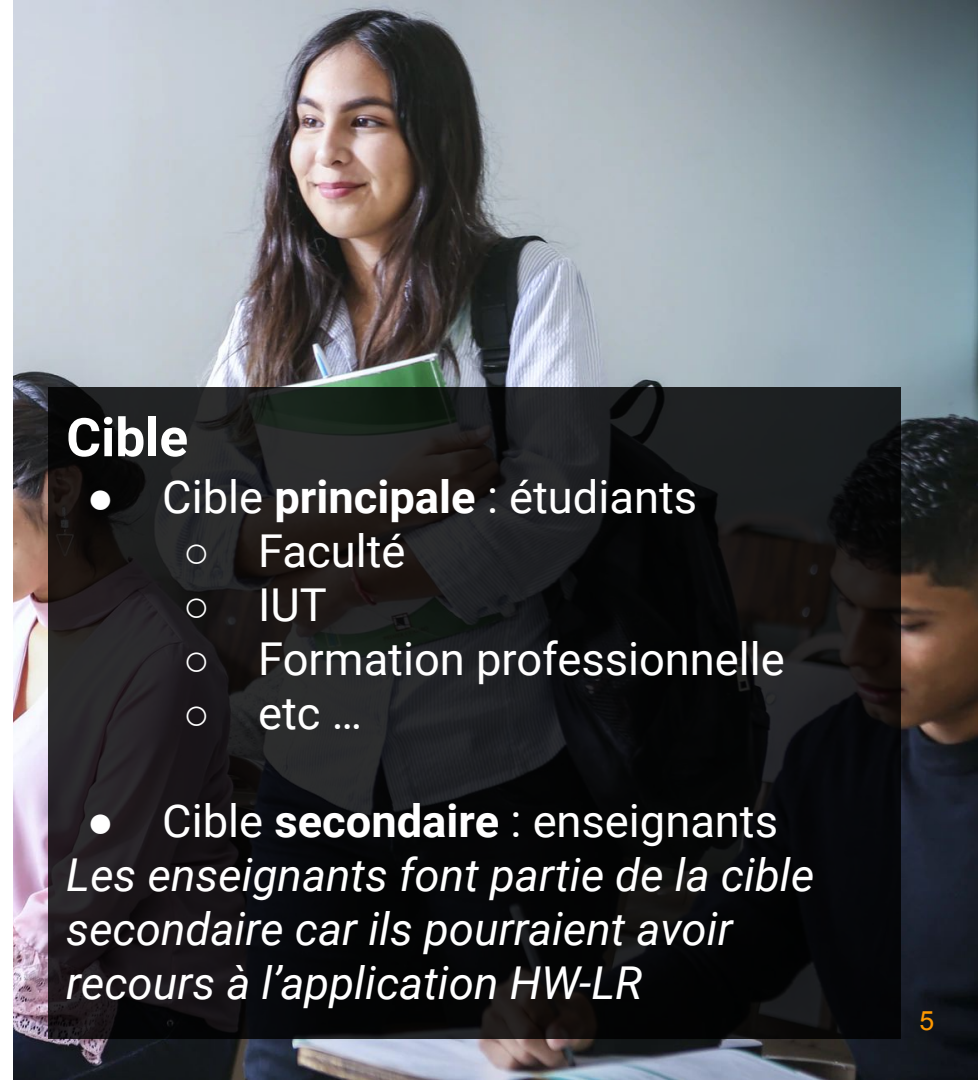 Cible
● Cible principale : étudiants
○ Faculté
○ IUT
○ Formation professionnelle
○ etc ...
● Cible secondaire : enseignants
Les enseignants font partie de la cible
secondaire car ils pourraient avoir
recours à l’application HW-LR
5